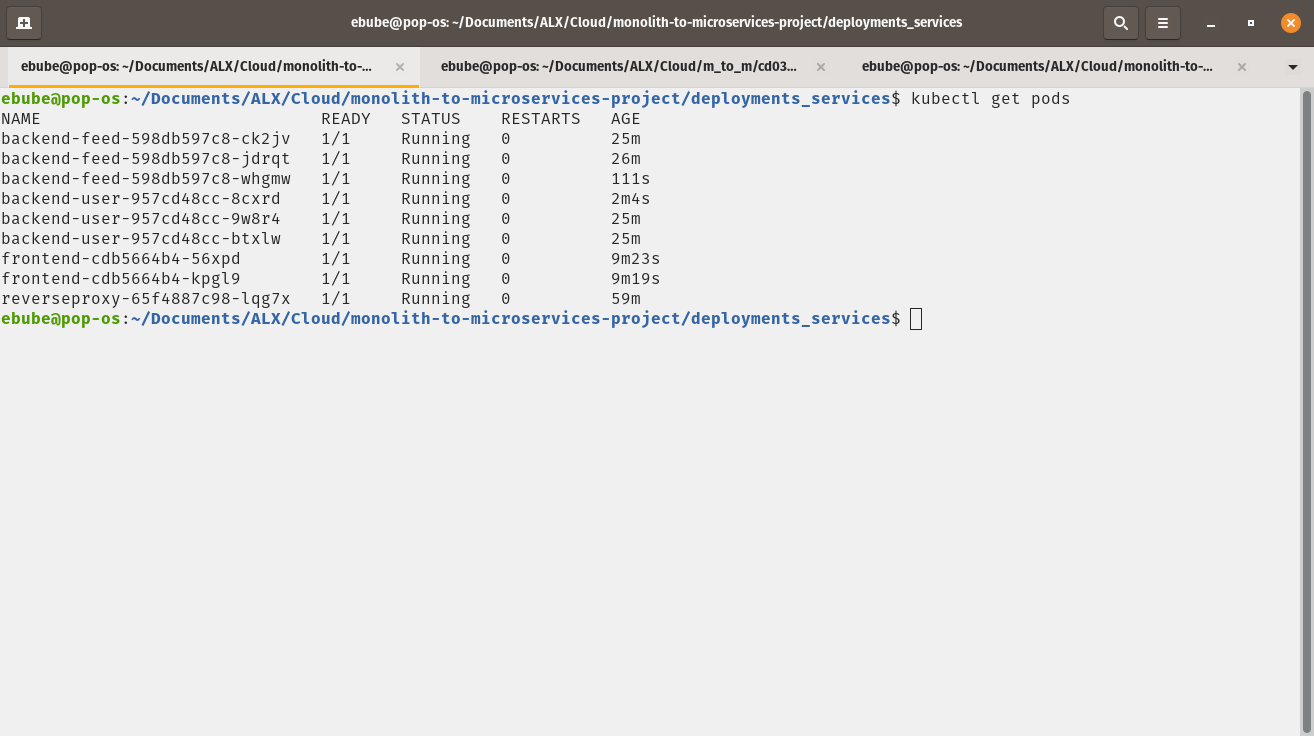 ebube@pop-os: ~/Documents/ALX/Cloud/monolith-to-microservices-project/deployments_services
ebube@pop-os: ~/Documents/ALX/Cloud/monolith-to-... ebube@pop-os: ~/Documents/ALX/Cloud/m_to_m/cd03... ebube@pop-os: ~/Documents/ALX/Cloud/monolith-to-...
ebube@pop-os:~/Documents/ALX/Cloud/monolith-to-microservices-project/deployments_services$ kubectl get pods
NAME                            READY   STATUS    RESTARTS   AGE
backend-feed-598db597c8-ck2jv   1/1     Running   0          25m
backend-feed-598db597c8-jdrqt   1/1     Running   0          26m
backend-feed-598db597c8-whgmw   1/1     Running   0          111s
backend-user-957cd48cc-8cxrd    1/1     Running   0          2m4s
backend-user-957cd48cc-9w8r4    1/1     Running   0          25m
backend-user-957cd48cc-btxlw    1/1     Running   0          25m
frontend-cdb5664b4-56xpd        1/1     Running   0          9m23s
frontend-cdb5664b4-kpgl9        1/1     Running   0          9m19s
reverseproxy-65f4887c98-lqg7x   1/1     Running   0          59m
ebube@pop-os:~/Documents/ALX/Cloud/monolith-to-microservices-project/deployments_services$